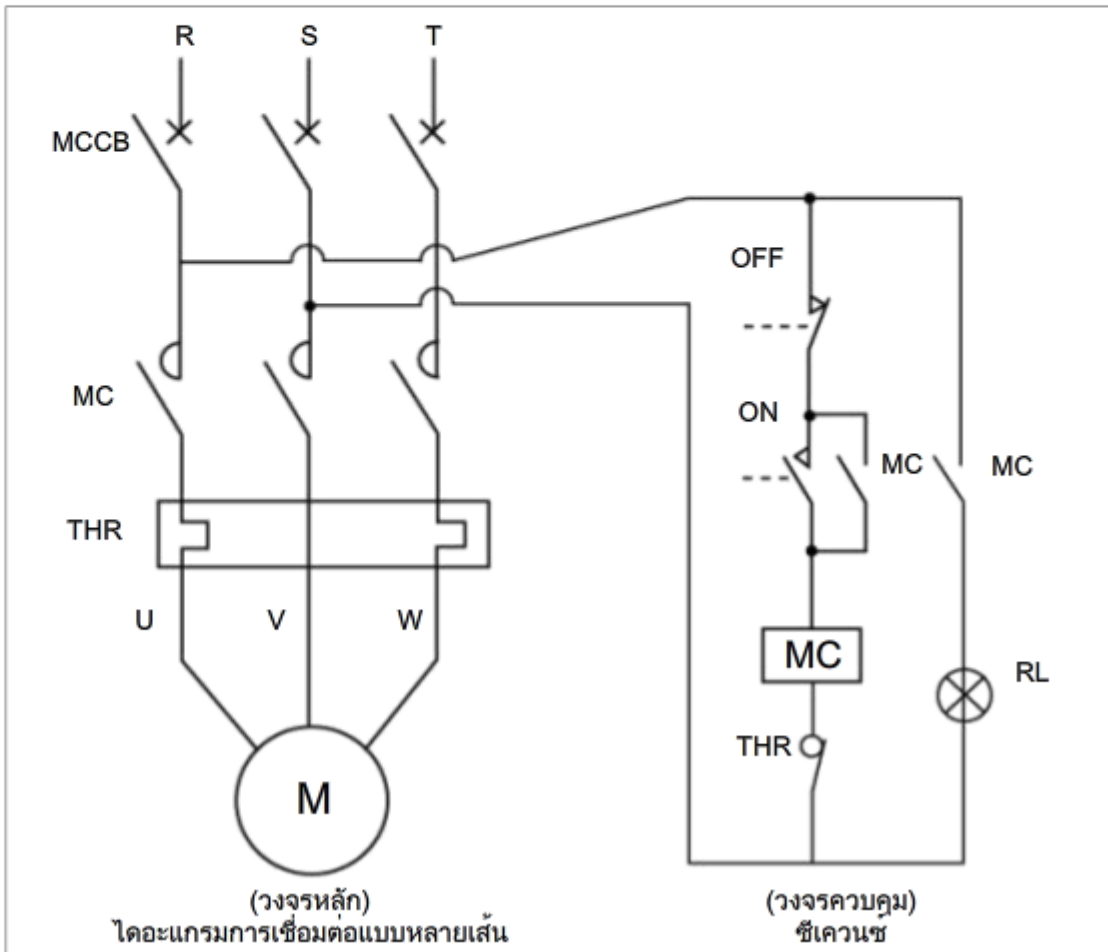 R S T
MCCB
OFF
MC
ON
MC MC
THR
U V W
MC
RL
THR
M
(วงจรหลัก)
ไดอะแกรมการเชื่อมต่อแบบหลายเส้น
(วงจรควบคุม)
ซีเควนซ์